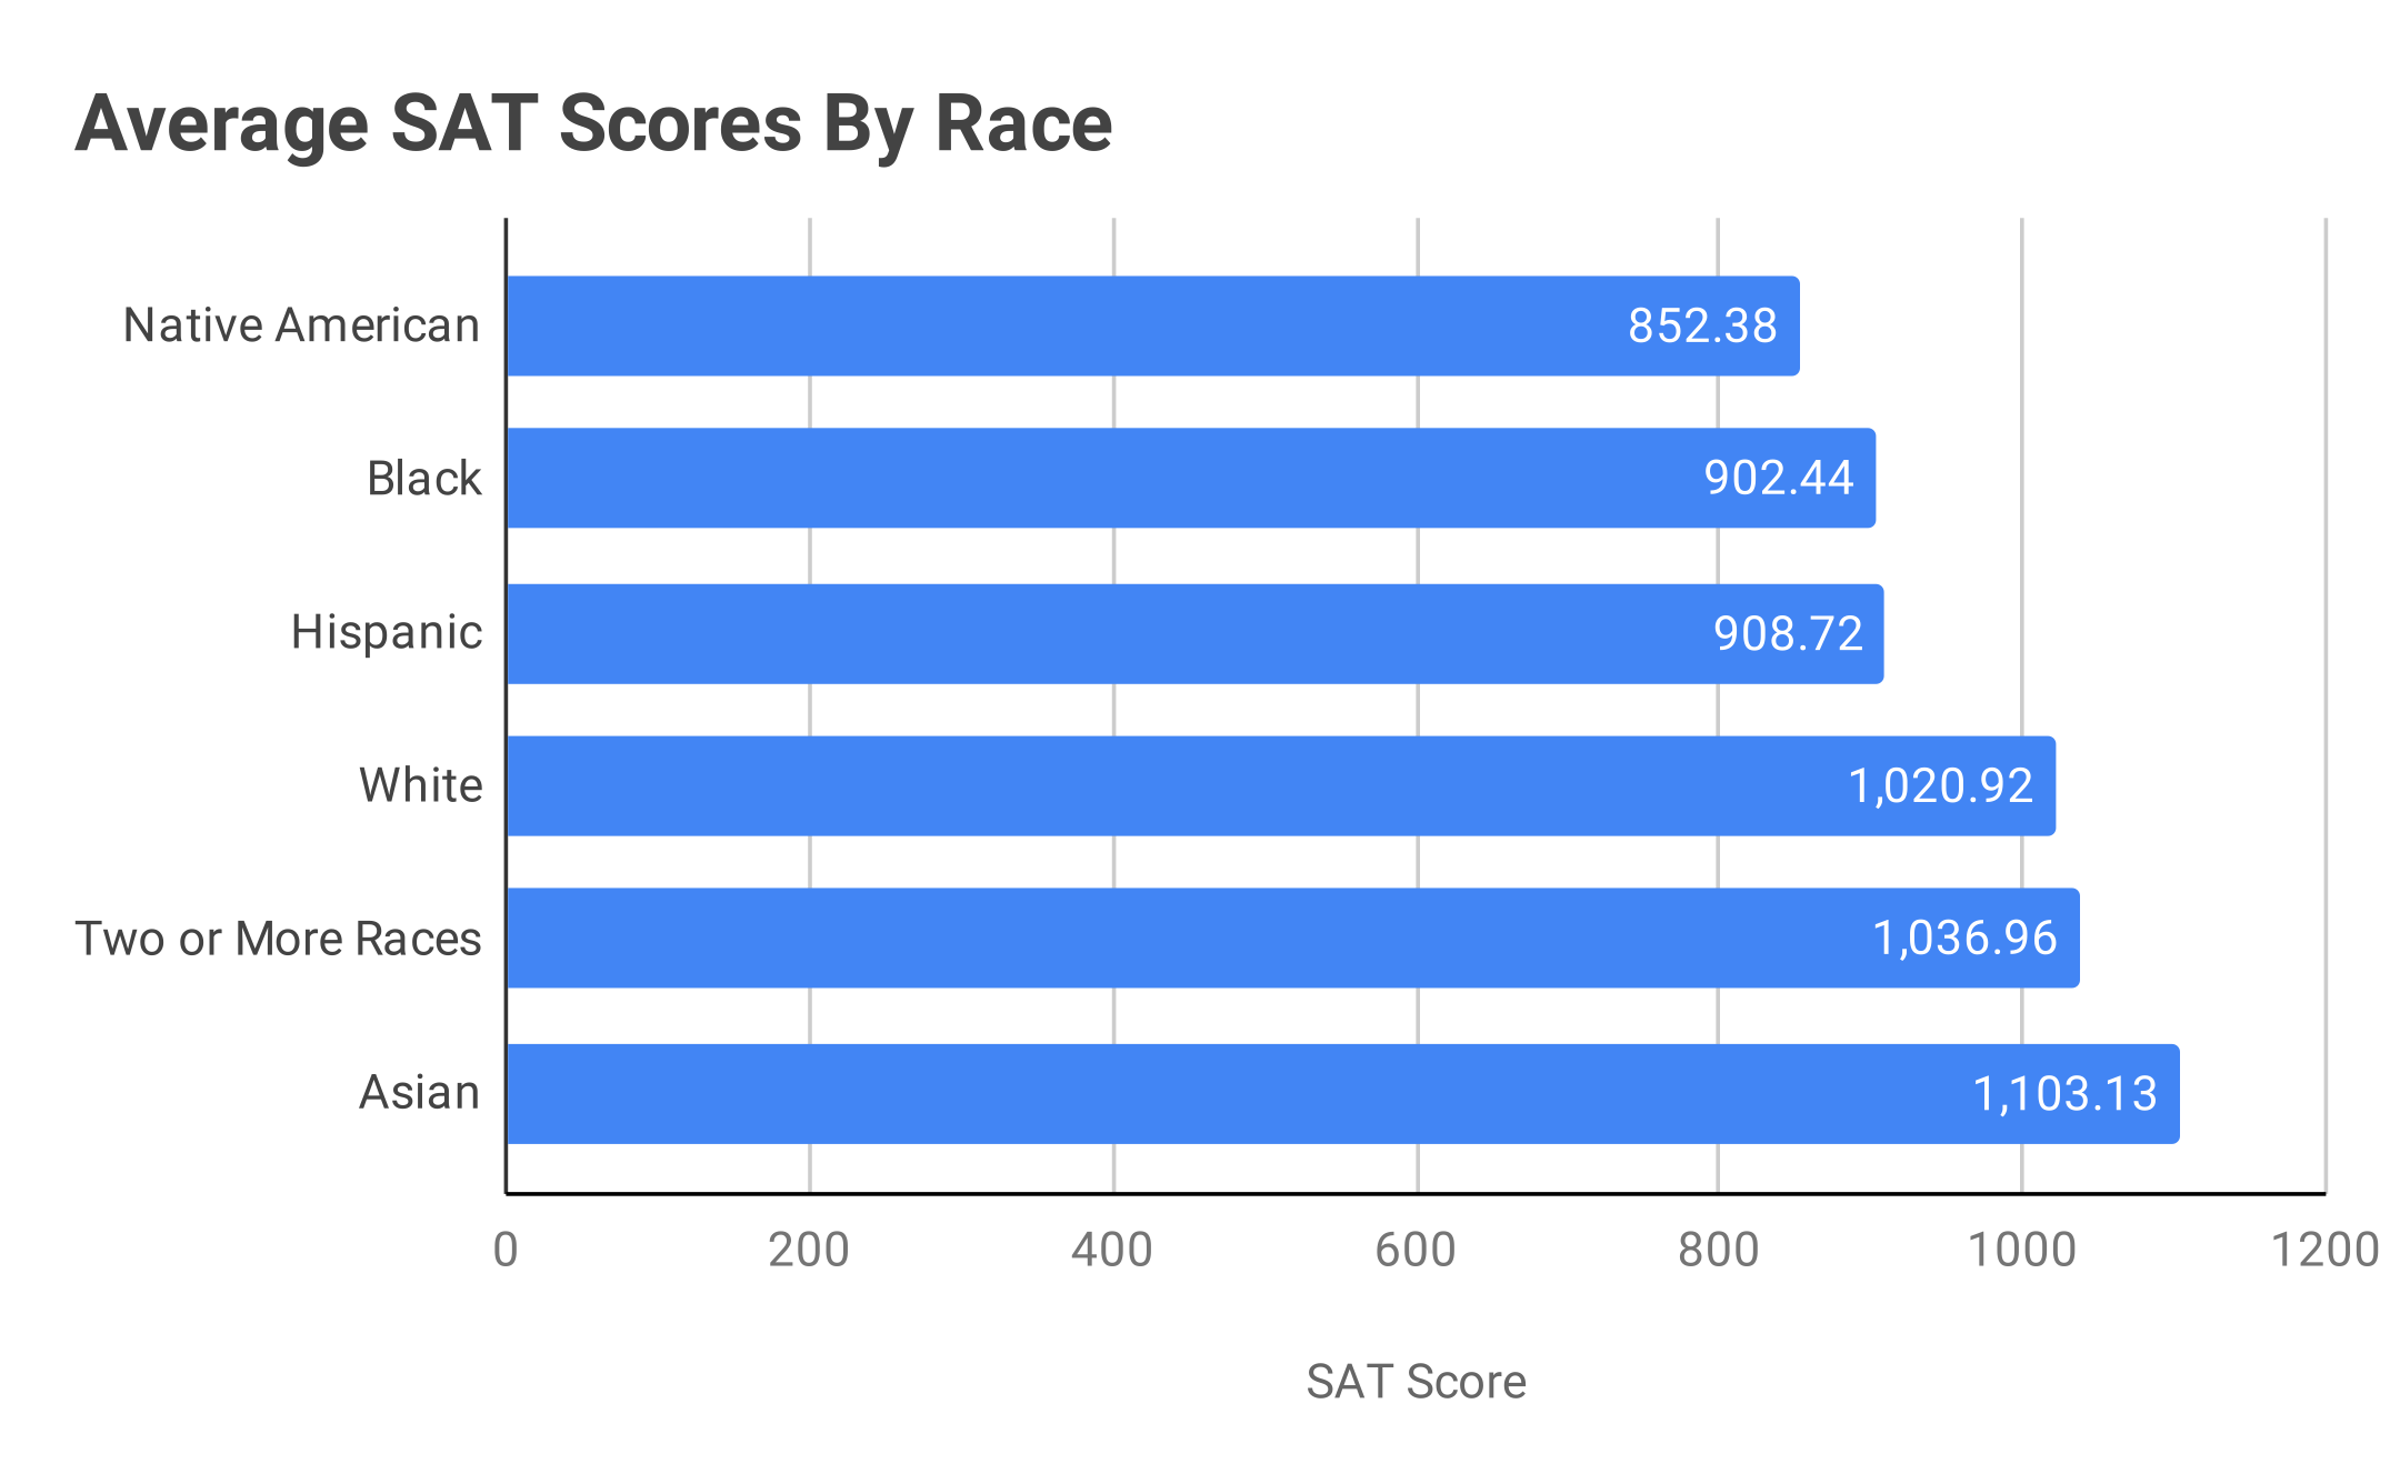 Average SAT Scores By Race
Native American 852.38
Black 902.44
Hispanic 908.72
White 1,020.92
Two or More Races 1,036.96
Asian 1,103.13
0 200 400 600 800 1000 1200
SAT Score